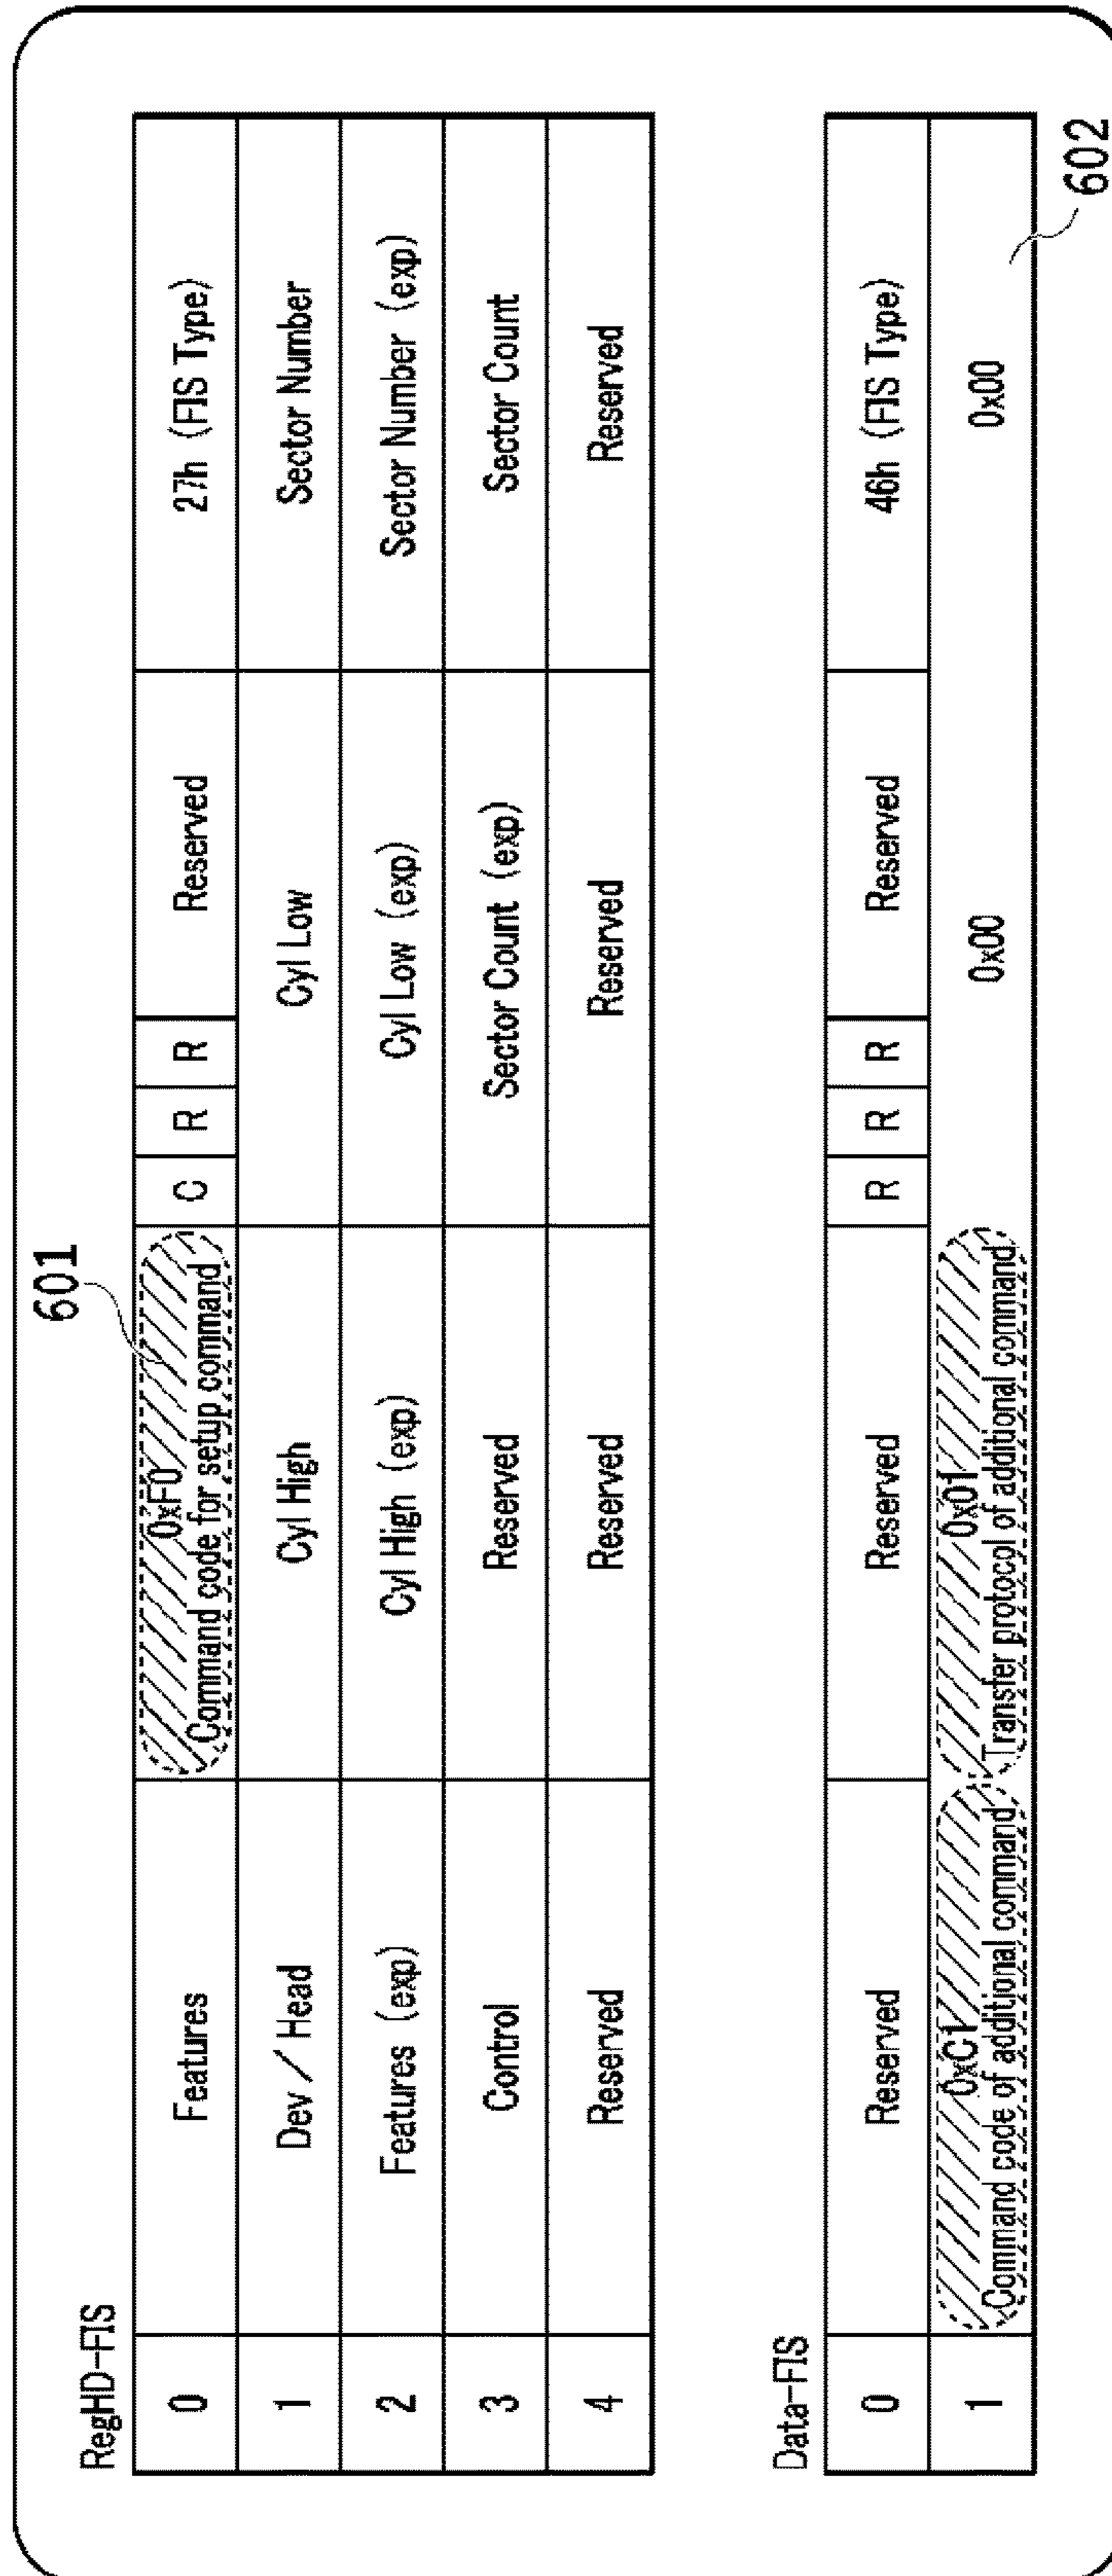 601
RegHD-FIS
0 Features 0xF0 C R R Reserved 27h (FIS Type)
Command code for setup command
1 Dev / Head Cyl High Cyl Low Sector Number
2 Features (exp) Cyl High (exp) Cyl Low (exp) Sector Number (exp)
3 Control Reserved Sector Count (exp) Sector Count
4 Reserved Reserved Reserved Reserved
Data-FIS
0 Reserved Reserved R R R Reserved 46h (FIS Type)
1 0xC1 0x01 0x00 0x00
Command code of additional command Transfer protocol of additional command
602